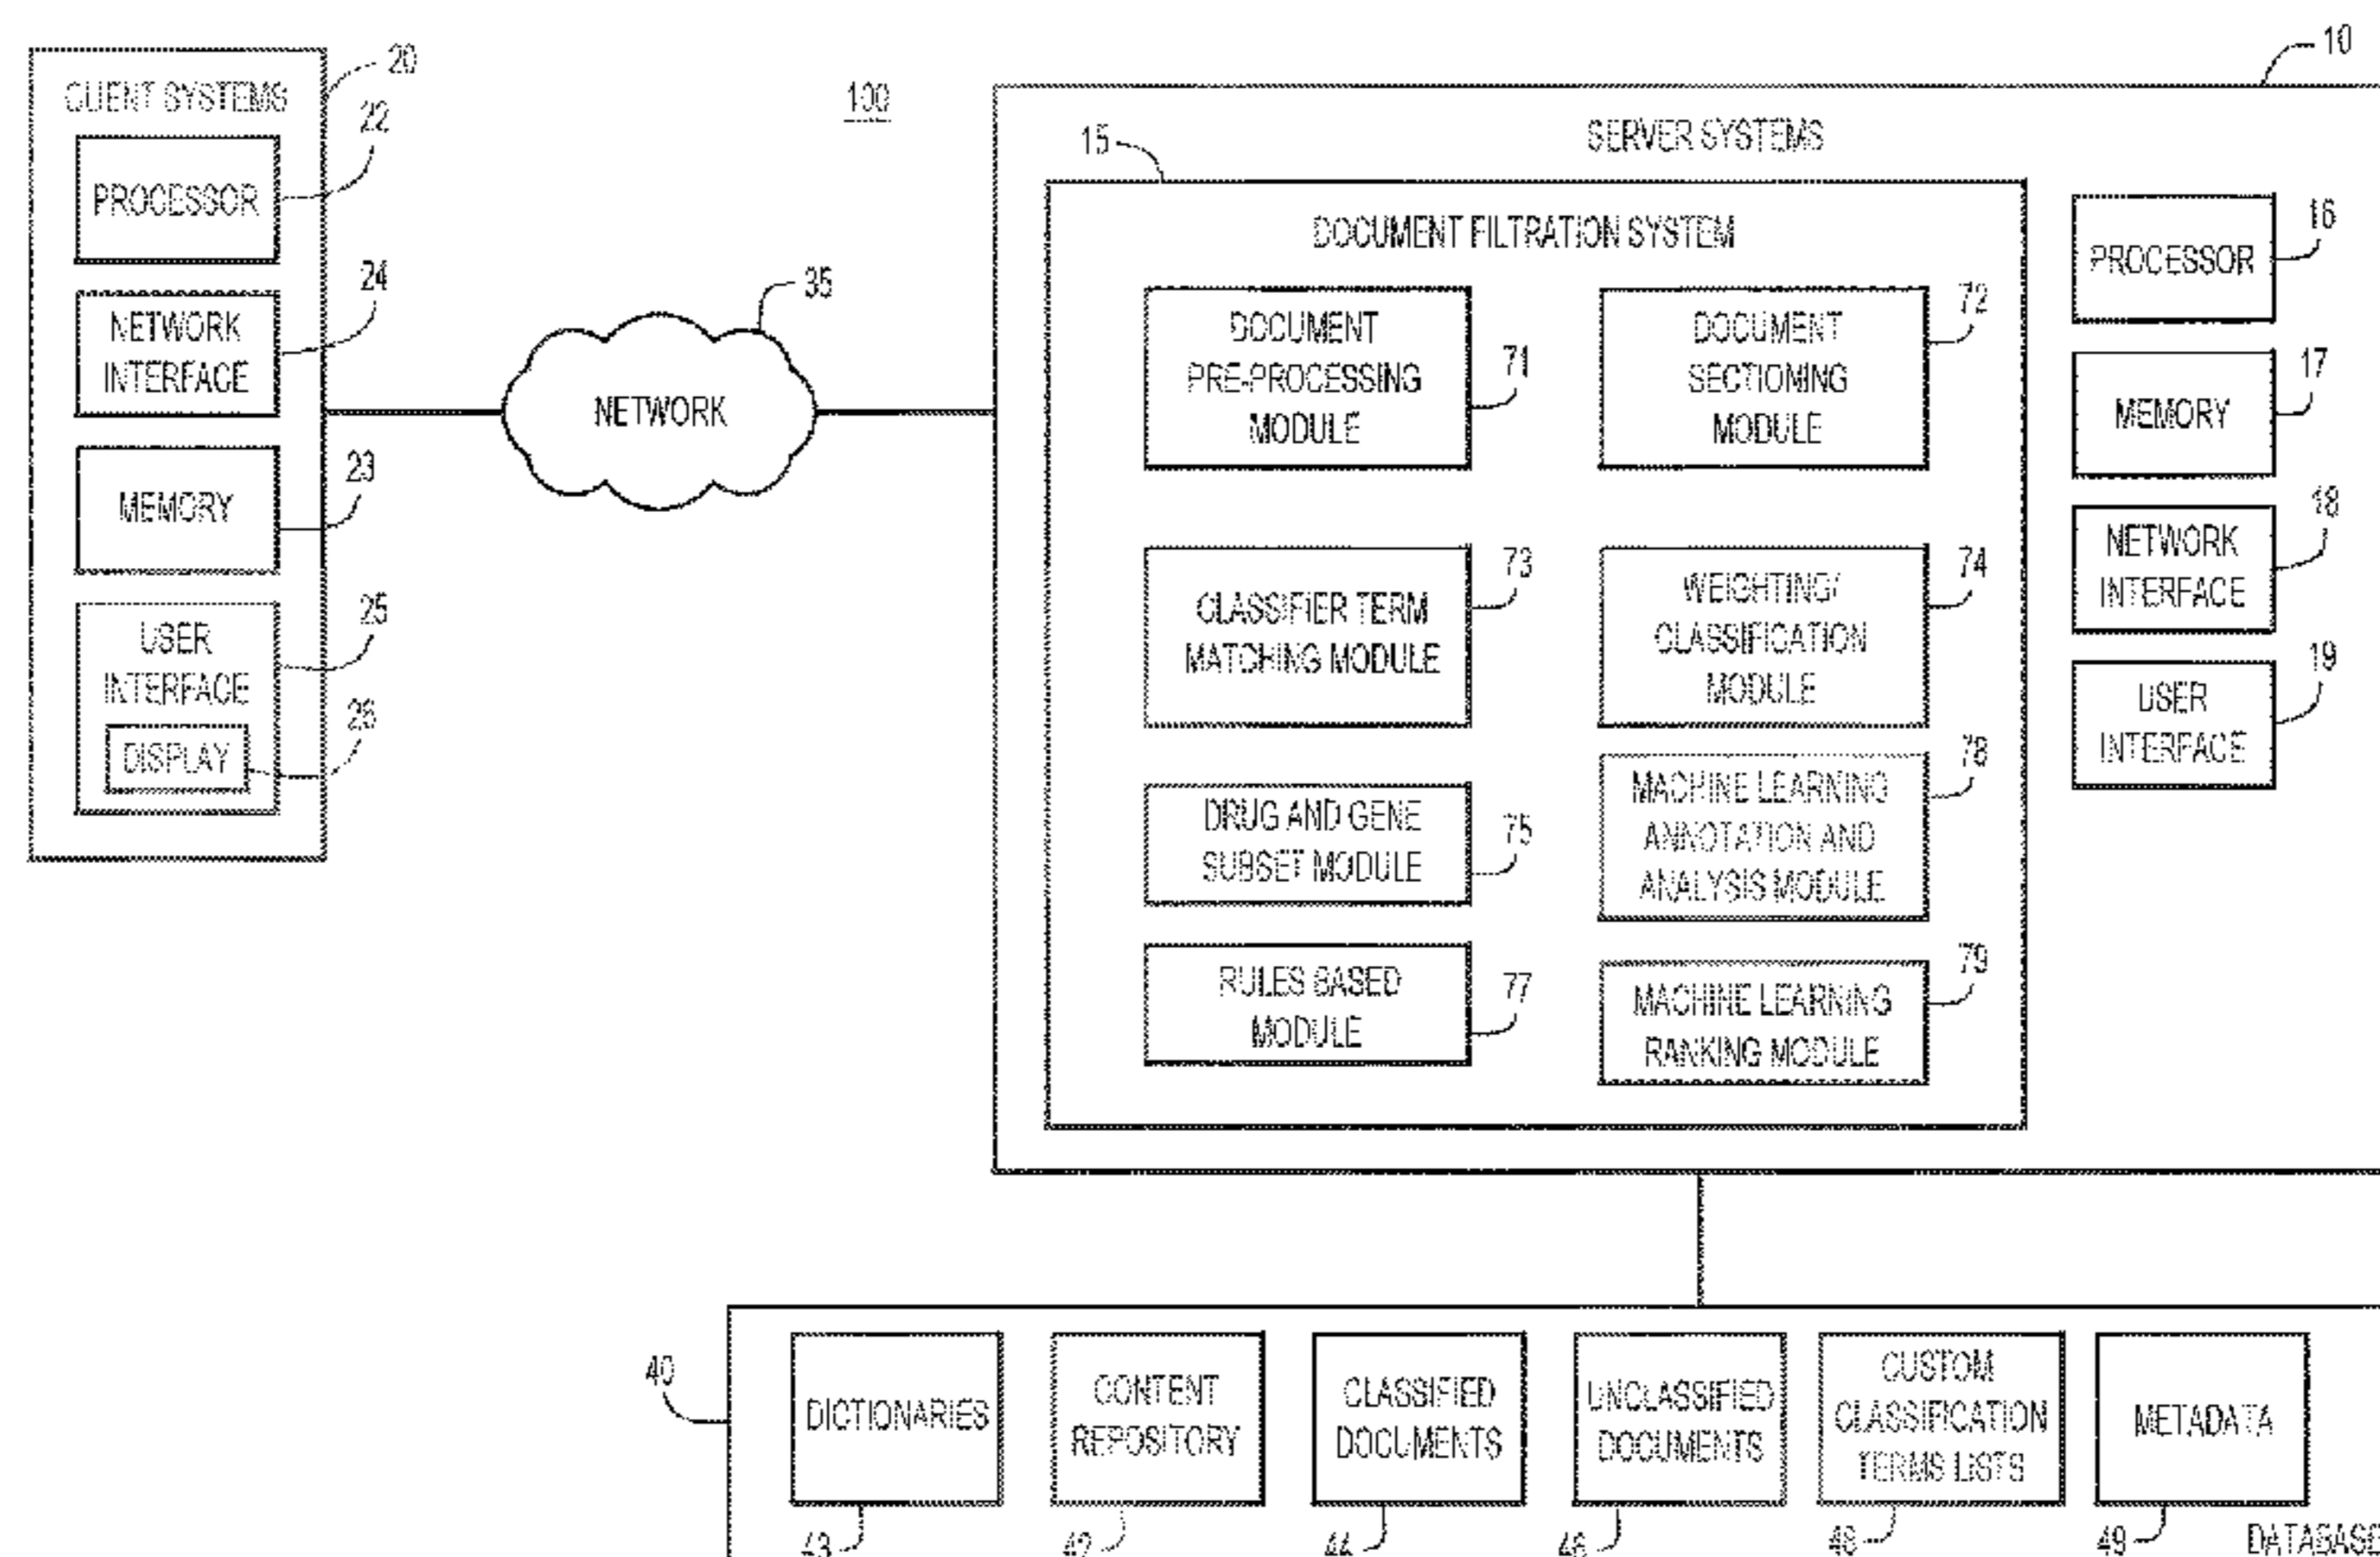 10
20
CLIENT SYSTEMS
22
PROCESSOR
24
NETWORK
INTERFACE
23
MEMORY
25
USER
INTERFACE
26
DISPLAY
100
35
NETWORK
SERVER SYSTEMS
15
DOCUMENT FILTRATION SYSTEM
DOCUMENT
PRE-PROCESSING
MODULE
71
DOCUMENT
SECTIONING
MODULE
72
CLASSIFIER TERM
MATCHING MODULE
73
WEIGHTING/
CLASSIFICATION
MODULE
74
DRUG AND GENE
SUBSET MODULE
75
MACHINE LEARNING
ANNOTATION AND
ANALYSIS MODULE
78
RULES BASED
MODULE
77
MACHINE LEARNING
RANKING MODULE
79
PROCESSOR
16
MEMORY
17
NETWORK
INTERFACE
18
USER
INTERFACE
19
40
DICTIONARIES
CONTENT
REPOSITORY
CLASSIFIED
DOCUMENTS
UNCLASSIFIED
DOCUMENTS
CUSTOM
CLASSIFICATION
TERMS LISTS
METADATA
43
42
44
46
48
49
DATABASE